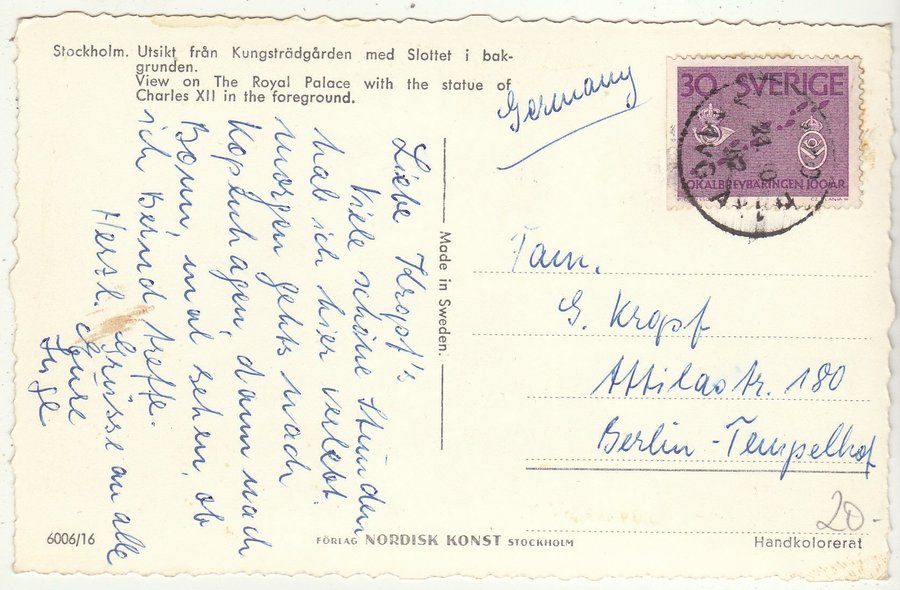 Stockholm. Utsikt från Kungsträdgården med Slottet i bak-
grunden.
View on The Royal Palace with the statue of
Charles XII in the foreground.
Germany
30 SVERIGE
LOKALBREVBÄRINGEN 100 ÅR
Liebe Kropf's
Viele schöne Stunden
hab ich hier verlebt.
morgen gehts nach
Kopenhagen, dann nach
Bonn, mal sehen, ob
ich Bernd treffe.
Herzl. Grüsse an alle
Eure
Inge
Made in Sweden.
Fam.
G. Kropf
Attilastr. 180
Berlin-Tempelhof
20-
6006/16
FÖRLAG NORDISK KONST STOCKHOLM
Handkolorerat